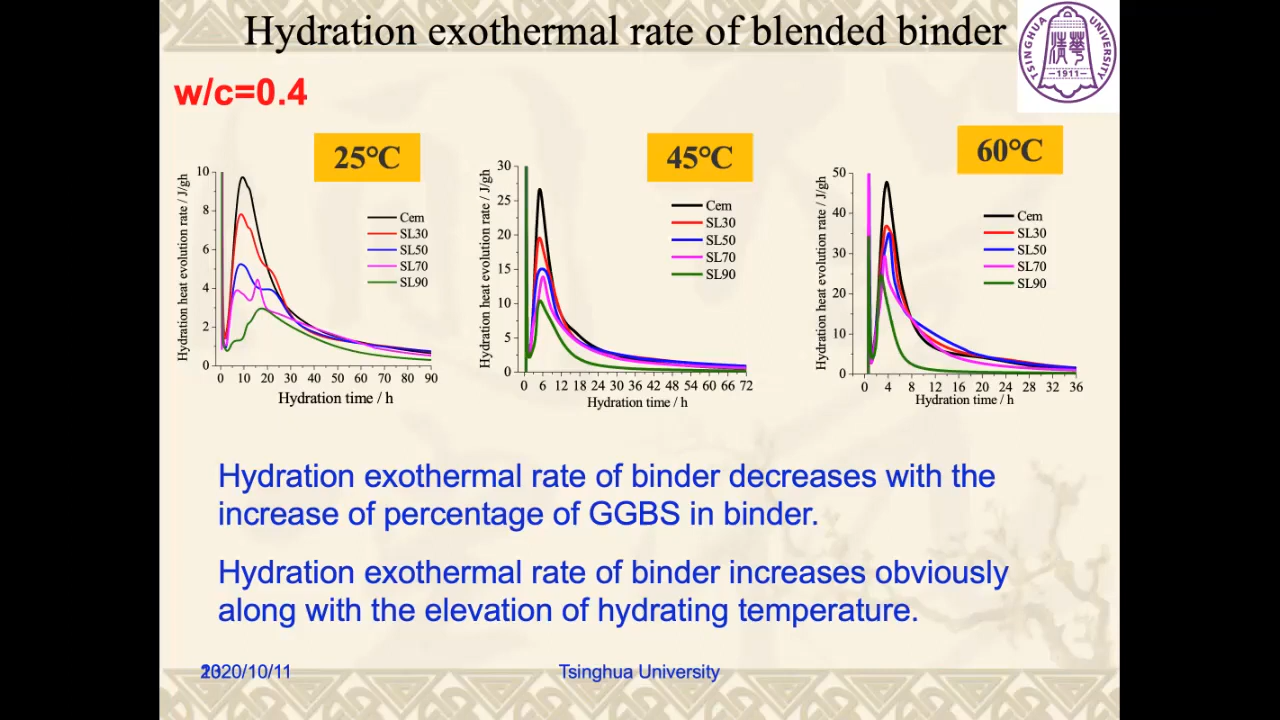 Hydration exothermal rate of blended binder
TSINGHUA UNIVERSITY
清華
-1911-
w/c=0.4
25℃
10
8
6
4
2
0
Hydration heat evolution rate / J/gh
Cem
SL30
SL50
SL70
SL90
0 10 20 30 40 50 60 70 80 90
Hydration time / h
45℃
30
25
20
15
10
5
0
Hydration heat evolution rate / J/gh
Cem
SL30
SL50
SL70
SL90
0 6 12 18 24 30 36 42 48 54 60 66 72
Hydration time / h
60℃
50
40
30
20
10
0
Hydration heat evolution rate / J/gh
Cem
SL30
SL50
SL70
SL90
0 4 8 12 16 20 24 28 32 36
Hydration time / h
Hydration exothermal rate of binder decreases with the
increase of percentage of GGBS in binder.
Hydration exothermal rate of binder increases obviously
along with the elevation of hydrating temperature.
2020/10/11
Tsinghua University